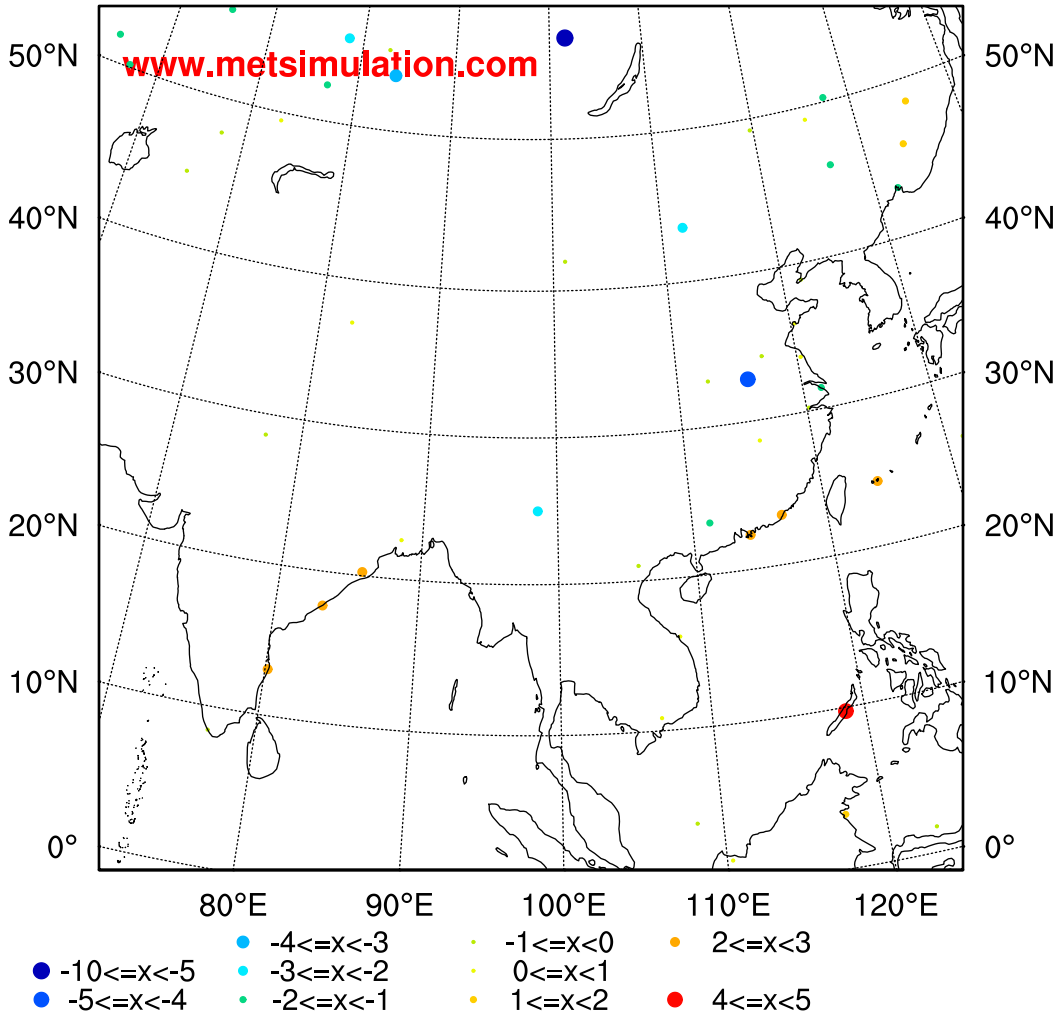 50°N 50°N
www.metsimulation.com
40°N 40°N
30°N 30°N
20°N 20°N
10°N 10°N
0° 0°
80°E 90°E 100°E 110°E 120°E
-4<=x<-3 -1<=x<0 2<=x<3
-10<=x<-5 -3<=x<-2 0<=x<1
-5<=x<-4 -2<=x<-1 1<=x<2 4<=x<5